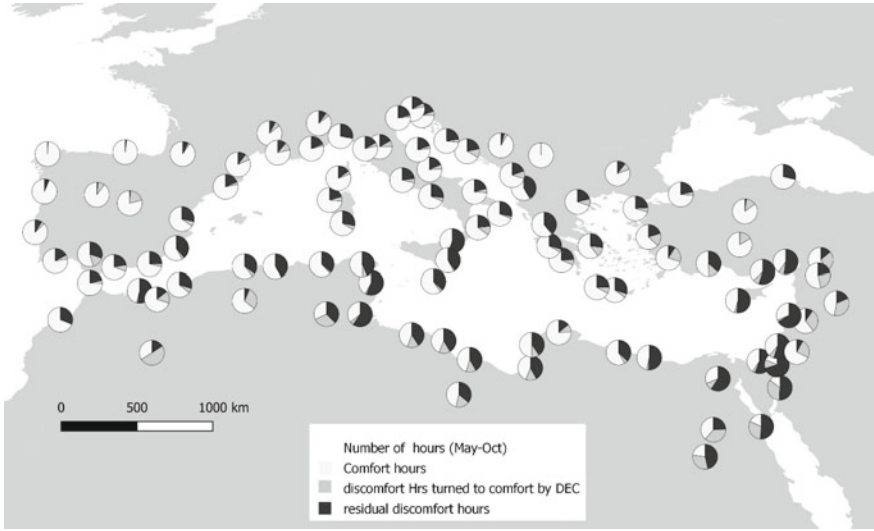 0 500 1000 km
Number of hours (May-Oct)
Comfort hours
discomfort Hrs turned to comfort by DEC
residual discomfort hours